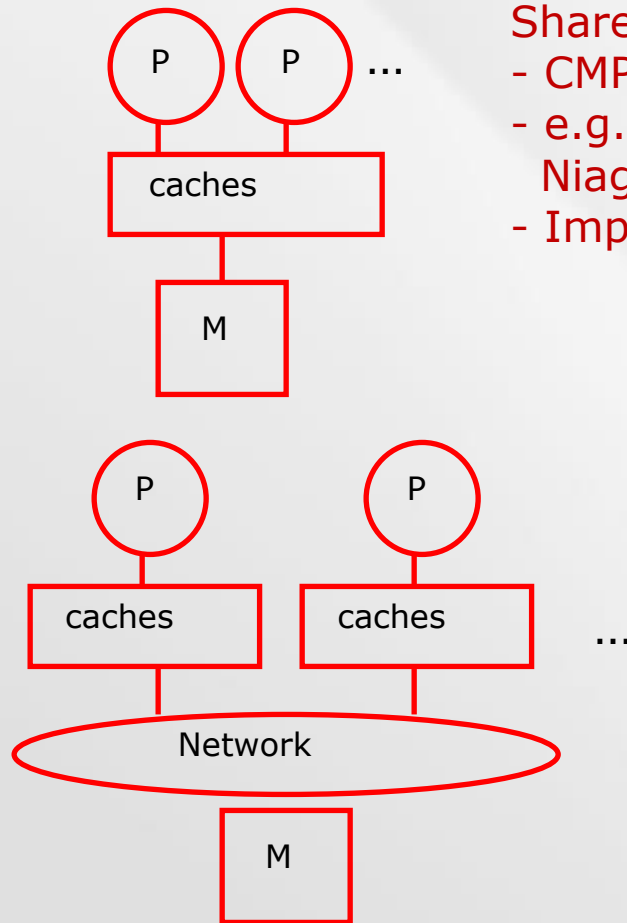 P P ...
caches
M
Share
- CMP
- e.g.
Niag
- Imp
P P
caches caches ...
Network
M